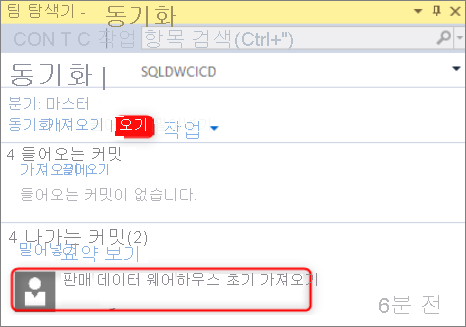 팀 탐색기 - 동기화
CON T C 작업 항목 검색(Ctrl+")
동기화 | SQLDWCICD
분기: 마스터
동기화 가져오기 | 오기 작업
4 들어오는 커밋
가져오기 끌어오기
들어오는 커밋이 없습니다.
4 나가는 커밋(2)
밀어넣기 요약 보기
판매 데이터 웨어하우스 초기 가져오기
6분 전